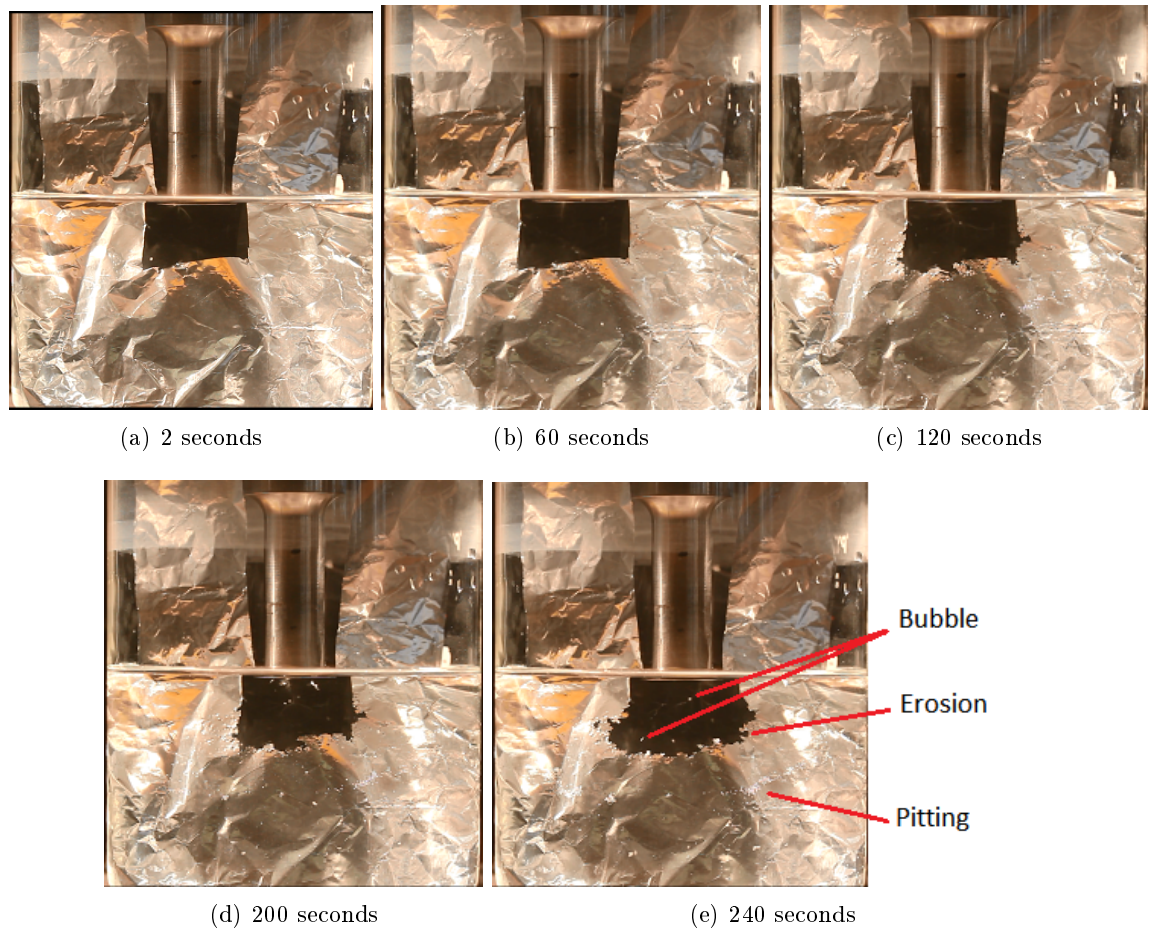 (a) 2 seconds
(b) 60 seconds
(c) 120 seconds
Bubble
Erosion
Pitting
(d) 200 seconds
(e) 240 seconds